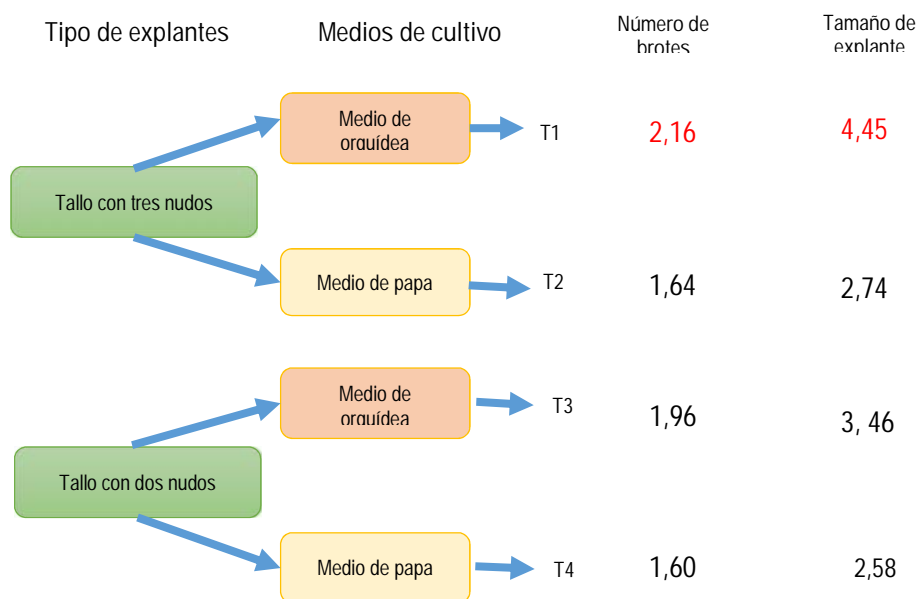 Tipo de explantes
Medios de cultivo
Número de
brotes
Tamaño de
explante
Medio de
orquídea
T1
2,16
4,45
Tallo con tres nudos
Medio de papa
T2
1,64
2,74
Medio de
orquídea
T3
1,96
3, 46
Tallo con dos nudos
Medio de papa
T4
1,60
2,58